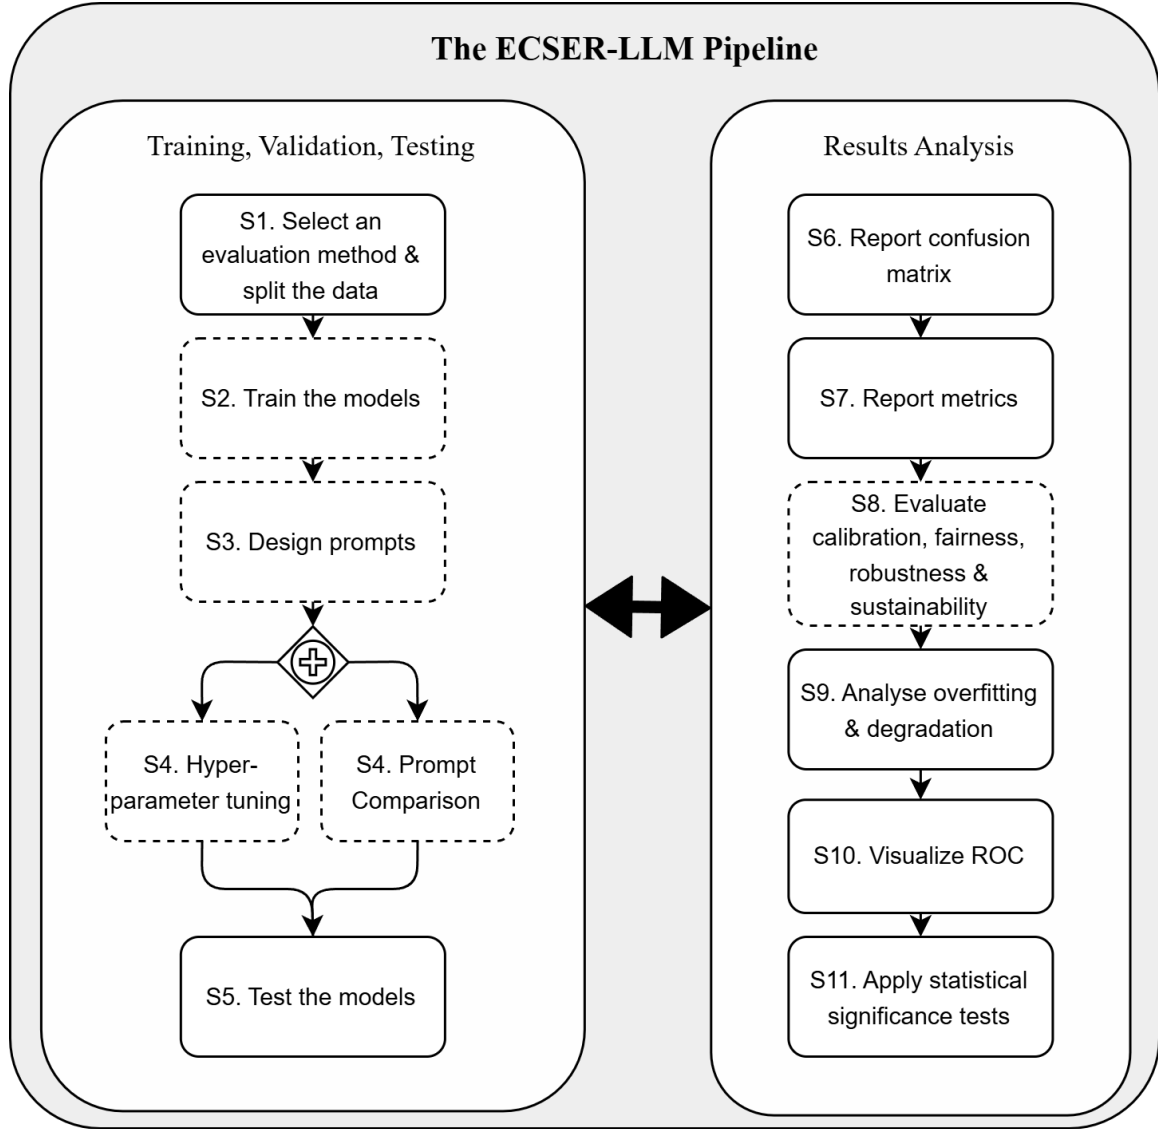 The ECSER-LLM Pipeline
Training, Validation, Testing
S1. Select an
evaluation method &
split the data
S2. Train the models
S3. Design prompts
S4. Hyper-
parameter tuning
S4. Prompt
Comparison
S5. Test the models
Results Analysis
S6. Report confusion
matrix
S7. Report metrics
S8. Evaluate
calibration, fairness,
robustness &
sustainability
S9. Analyse overfitting
& degradation
S10. Visualize ROC
S11. Apply statistical
significance tests